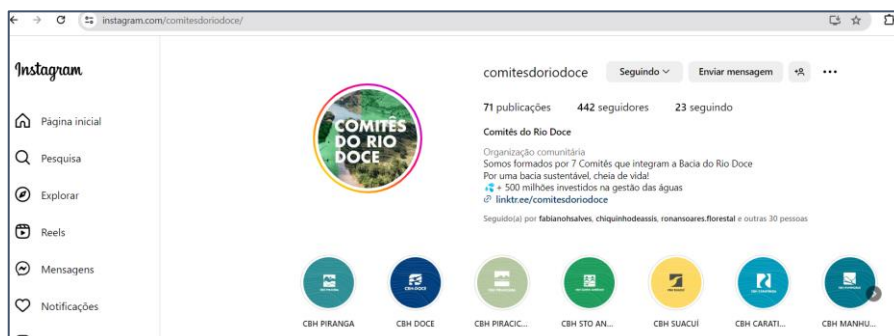 instagram.com/comitesdoriodoce/
Instagram
Página inicial
Pesquisa
Explorar
Reels
Mensagens
Notificações
COMITÊS
DO RIO
DOCE
comitesdoriodoce Seguindo Enviar mensagem
71 publicações 442 seguidores 23 seguindo
Comitês do Rio Doce
Organização comunitária
Somos formados por 7 Comitês que integram a Bacia do Rio Doce
Por uma bacia sustentável, cheia de vida!
+ 500 milhões investidos na gestão das águas
linktr.ee/comitesdoriodoce
Seguido(a) por fabianohsalves, chiquinhodeassis, ronansoares.florestal e outras 30 pessoas
CBH-DOCE
CBH PIRANGA CBH DOCE CBH PIRACIC... CBH STO AN... CBH SUACUÍ CBH CARATI... CBH MANHU...